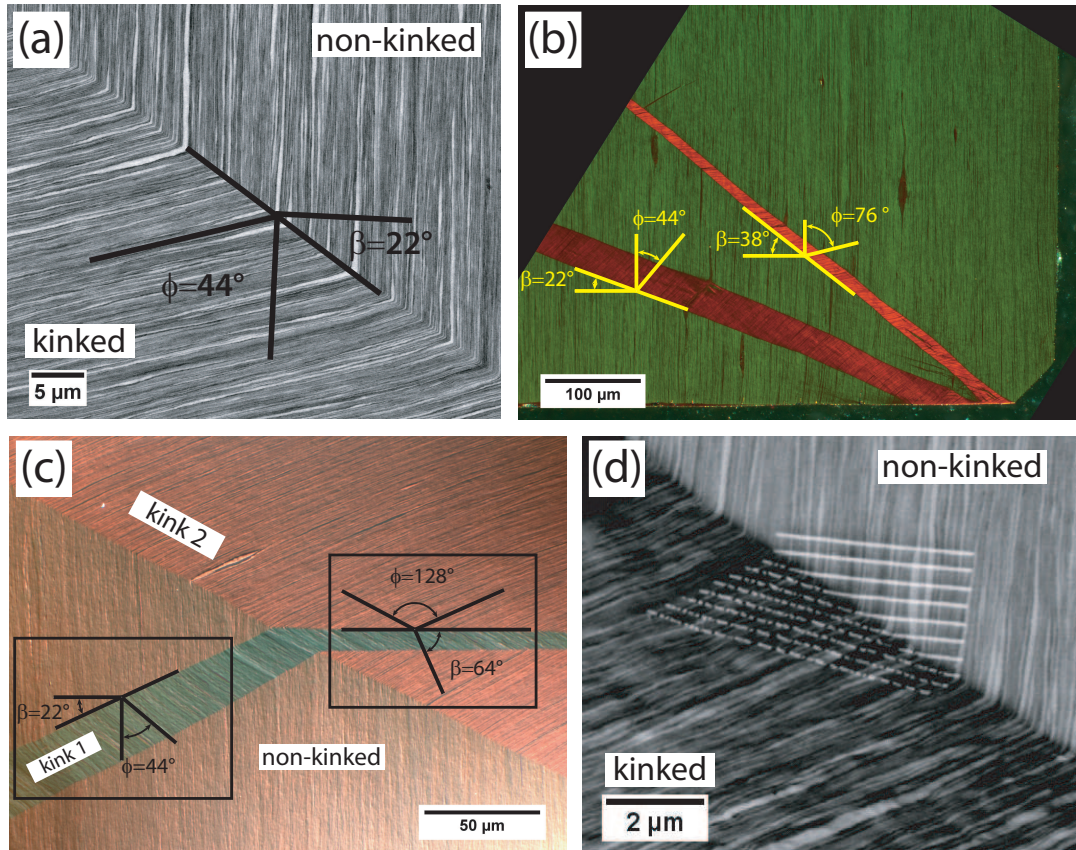 (a)
non-kinked
β=22°
ϕ=44°
kinked
5 µm
(b)
ϕ=44°
ϕ=76°
β=38°
β=22°
100 µm
(c)
kink 2
ϕ=128°
β=64°
β=22°
kink 1
ϕ=44°
non-kinked
50 µm
(d)
non-kinked
kinked
2 µm